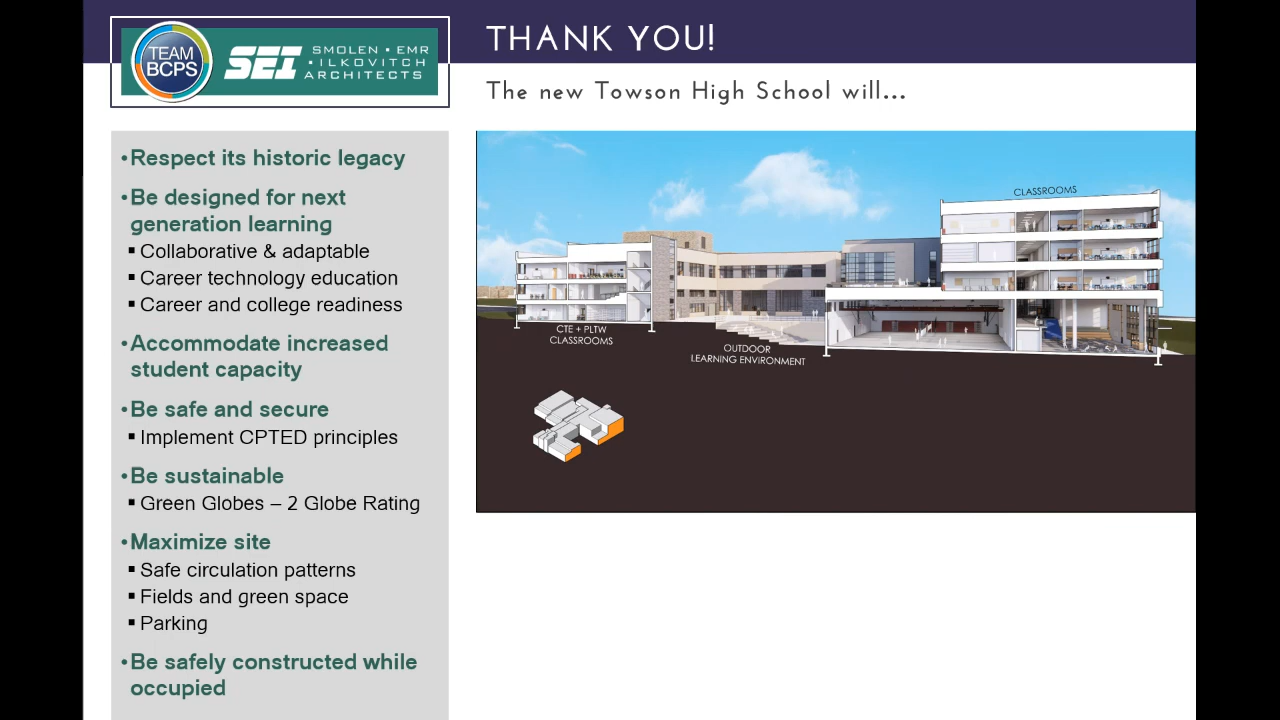 TEAM
BCPS
SEI
SMOLEN • EMR
• ILKOVITCH
ARCHITECTS
THANK YOU!
The new Towson High School will...
•Respect its historic legacy
•Be designed for next
generation learning
▪ Collaborative & adaptable
▪ Career technology education
▪ Career and college readiness
•Accommodate increased
student capacity
•Be safe and secure
▪ Implement CPTED principles
•Be sustainable
▪ Green Globes – 2 Globe Rating
•Maximize site
▪ Safe circulation patterns
▪ Fields and green space
▪ Parking
•Be safely constructed while
occupied
CLASSROOMS
CTE + PLTW
CLASSROOMS
OUTDOOR
LEARNING ENVIRONMENT